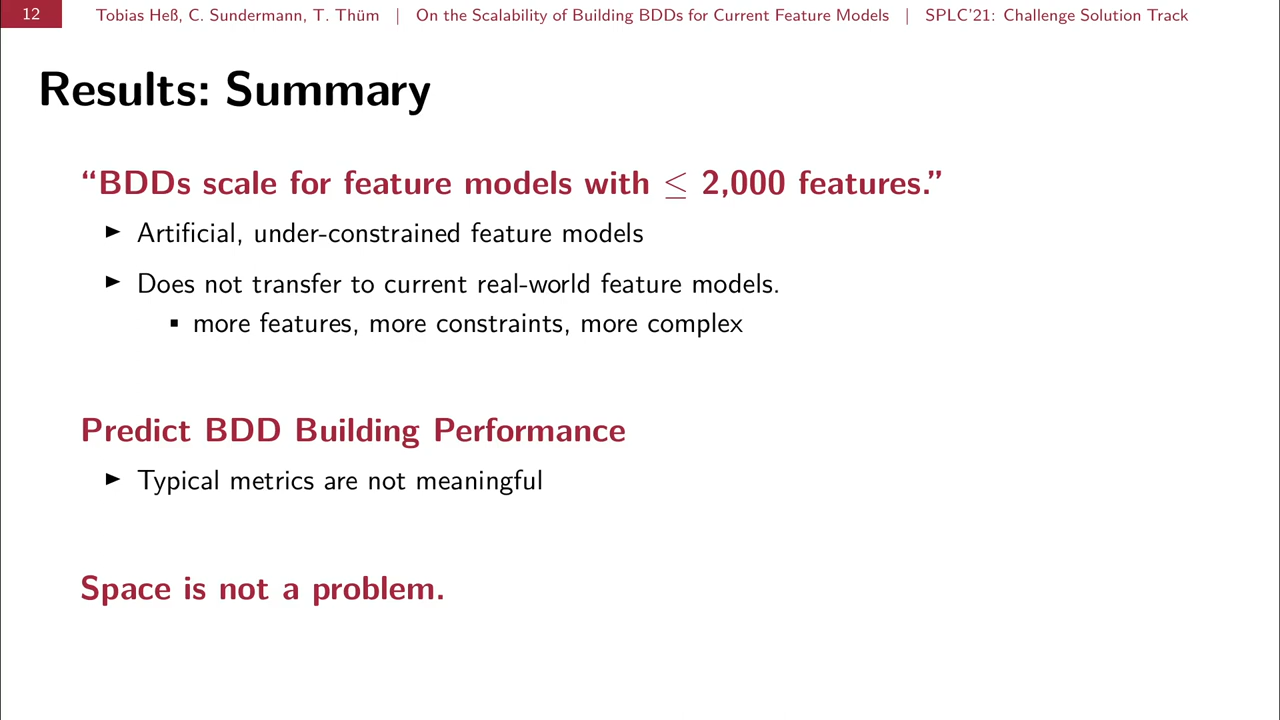 12 Tobias Heß, C. Sundermann, T. Thüm | On the Scalability of Building BDDs for Current Feature Models | SPLC'21: Challenge Solution Track
Results: Summary
“BDDs scale for feature models with ≤ 2,000 features.”
► Artificial, under-constrained feature models
► Does not transfer to current real-world feature models.
▪ more features, more constraints, more complex
Predict BDD Building Performance
► Typical metrics are not meaningful
Space is not a problem.